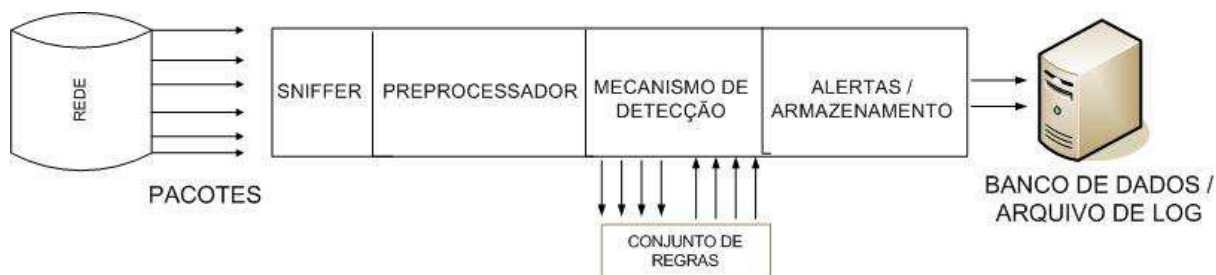 REDE
PACOTES
SNIFFER
PREPROCESSADOR
MECANISMO DE
DETECÇÃO
ALERTAS /
ARMAZENAMENTO
CONJUNTO DE
REGRAS
BANCO DE DADOS /
ARQUIVO DE LOG